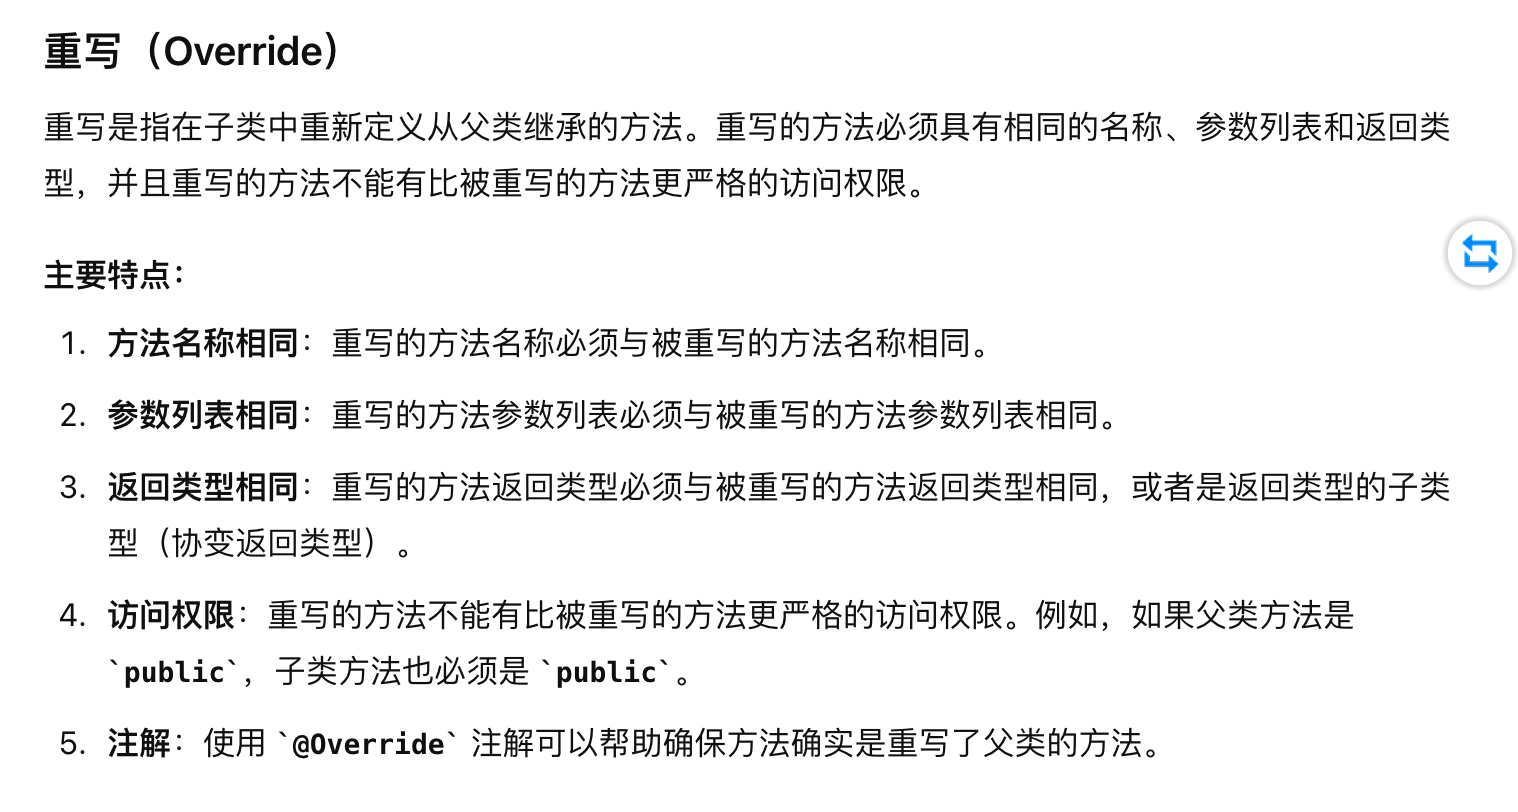 重写（Override）
重写是指在子类中重新定义从父类继承的方法。重写的方法必须具有相同的名称、参数列表和返回类
型，并且重写的方法不能有比被重写的方法更严格的访问权限。
主要特点：
1. 方法名称相同：重写的方法名称必须与被重写的方法名称相同。
2. 参数列表相同：重写的方法参数列表必须与被重写的方法参数列表相同。
3. 返回类型相同：重写的方法返回类型必须与被重写的方法返回类型相同，或者是返回类型的子类
型（协变返回类型）。
4. 访问权限：重写的方法不能有比被重写的方法更严格的访问权限。例如，如果父类方法是
`public`，子类方法也必须是 `public`。
5. 注解：使用 `@Override` 注解可以帮助确保方法确实是重写了父类的方法。